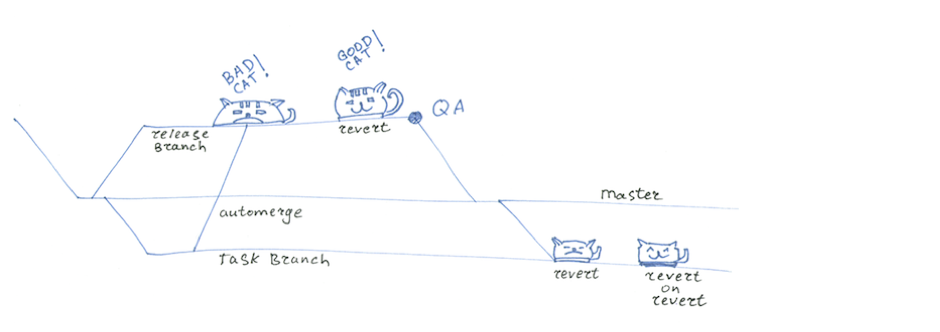 BAD
CAT!
GOOD
CAT!
QA
release
Branch
revert
master
automerge
Task Branch
revert
revert
on
revert